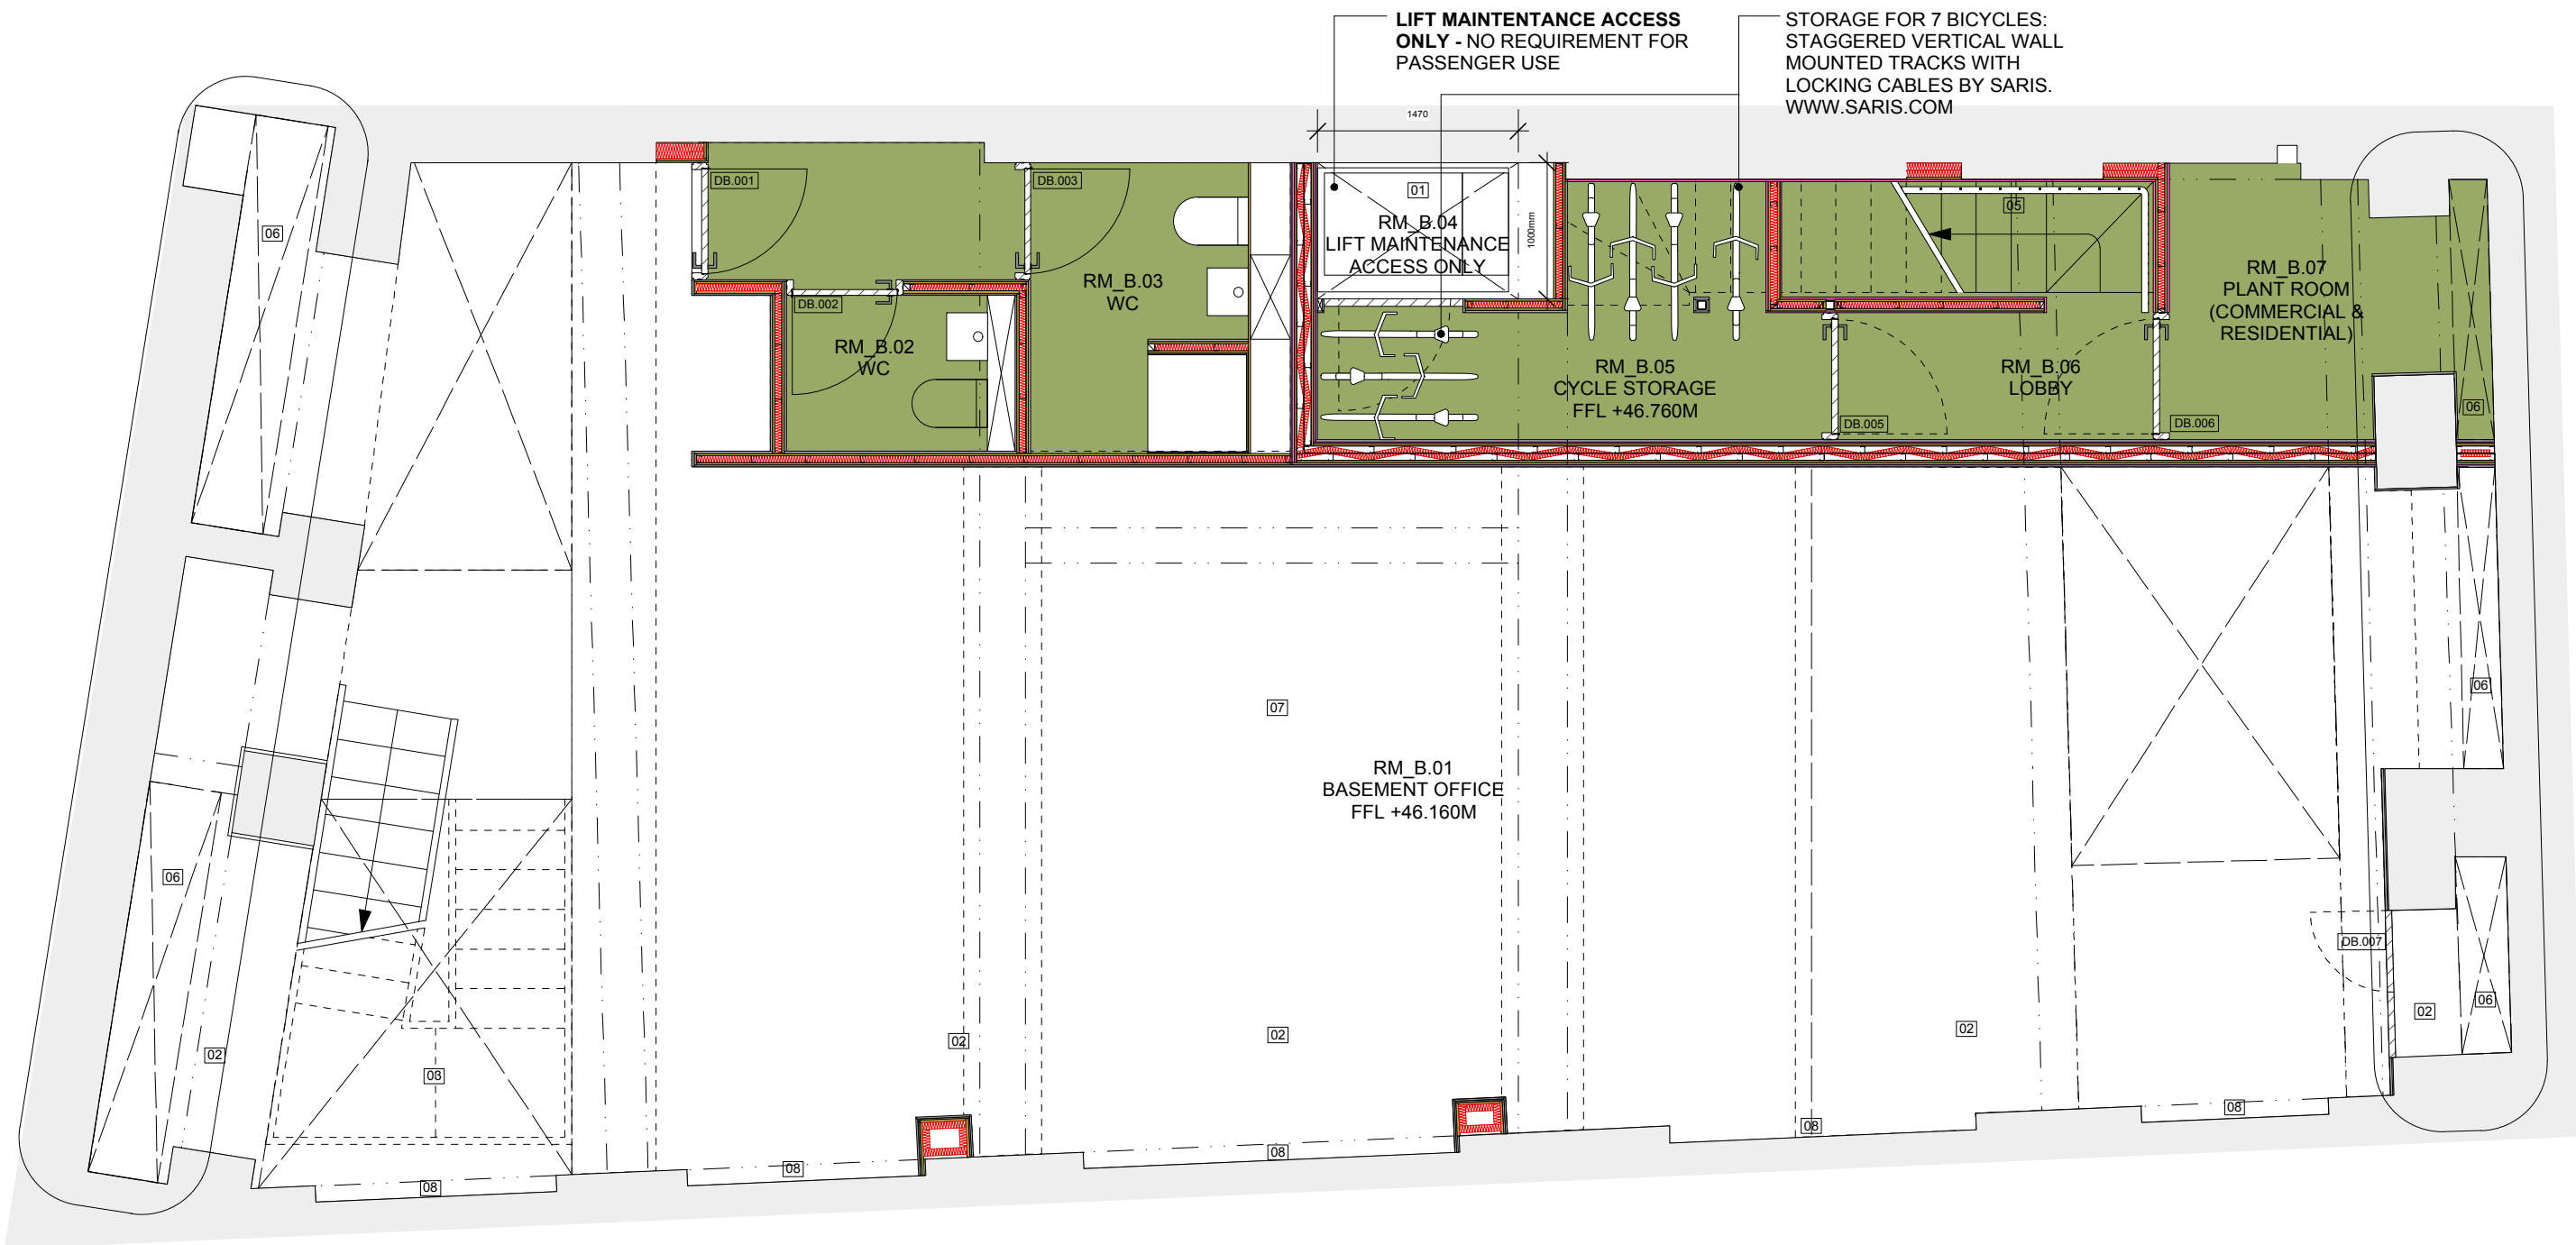 LIFT MAINTENTANCE ACCESS
ONLY - NO REQUIREMENT FOR
PASSENGER USE
STORAGE FOR 7 BICYCLES:
STAGGERED VERTICAL WALL
MOUNTED TRACKS WITH
LOCKING CABLES BY SARIS.
WWW.SARIS.COM
1470
DB.001
DB.003
01
RM_B.04
LIFT MAINTENANCE
ACCESS ONLY
1000mm
05
06
RM_B.03
WC
DB.002
RM_B.02
WC
RM_B.07
PLANT ROOM
(COMMERCIAL &
RESIDENTIAL)
RM_B.05
CYCLE STORAGE
FFL +46.760M
RM_B.06
LOBBY
DB.005
DB.006
06
06
07
RM_B.01
BASEMENT OFFICE
FFL +46.160M
06
DB.007
06
02
02
02
02
02
03
08
08
08
08
08